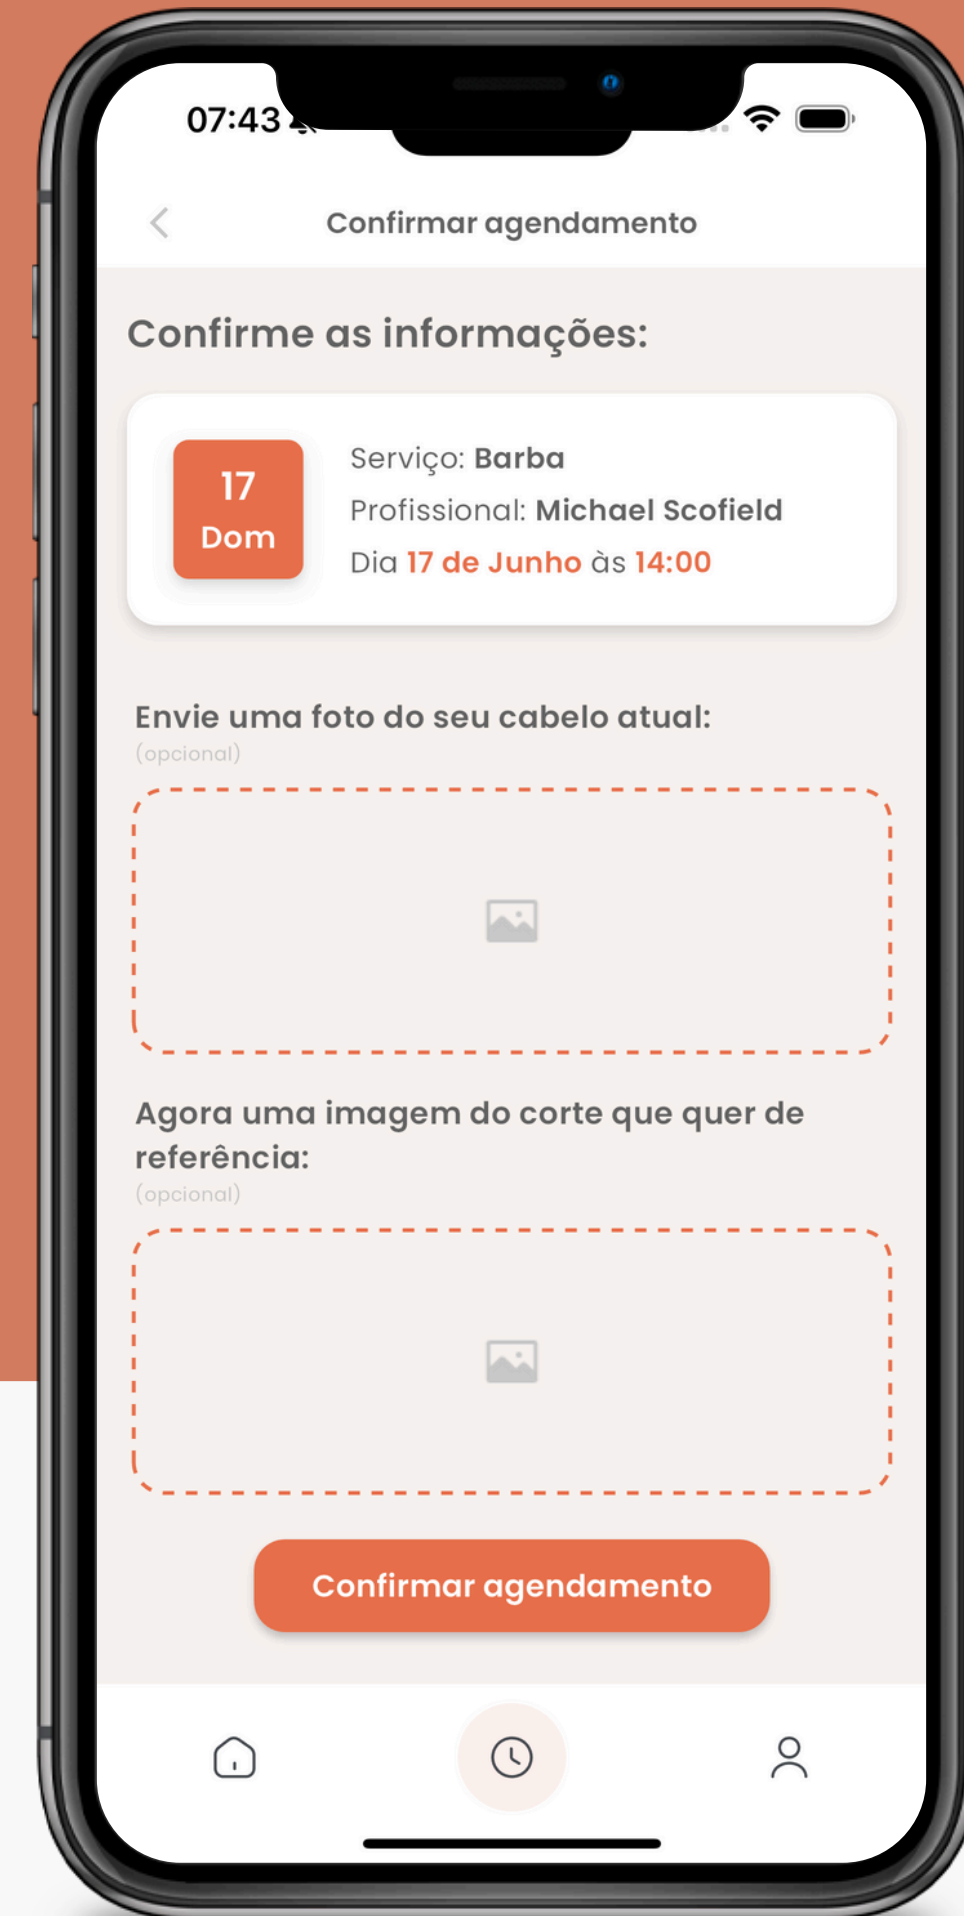 07:43
Confirmar agendamento
Confirme as informações:
17
Dom
Serviço: Barba
Profissional: Michael Scofield
Dia 17 de Junho às 14:00
Envie uma foto do seu cabelo atual:
(opcional)
Agora uma imagem do corte que quer de
referência:
(opcional)
Confirmar agendamento